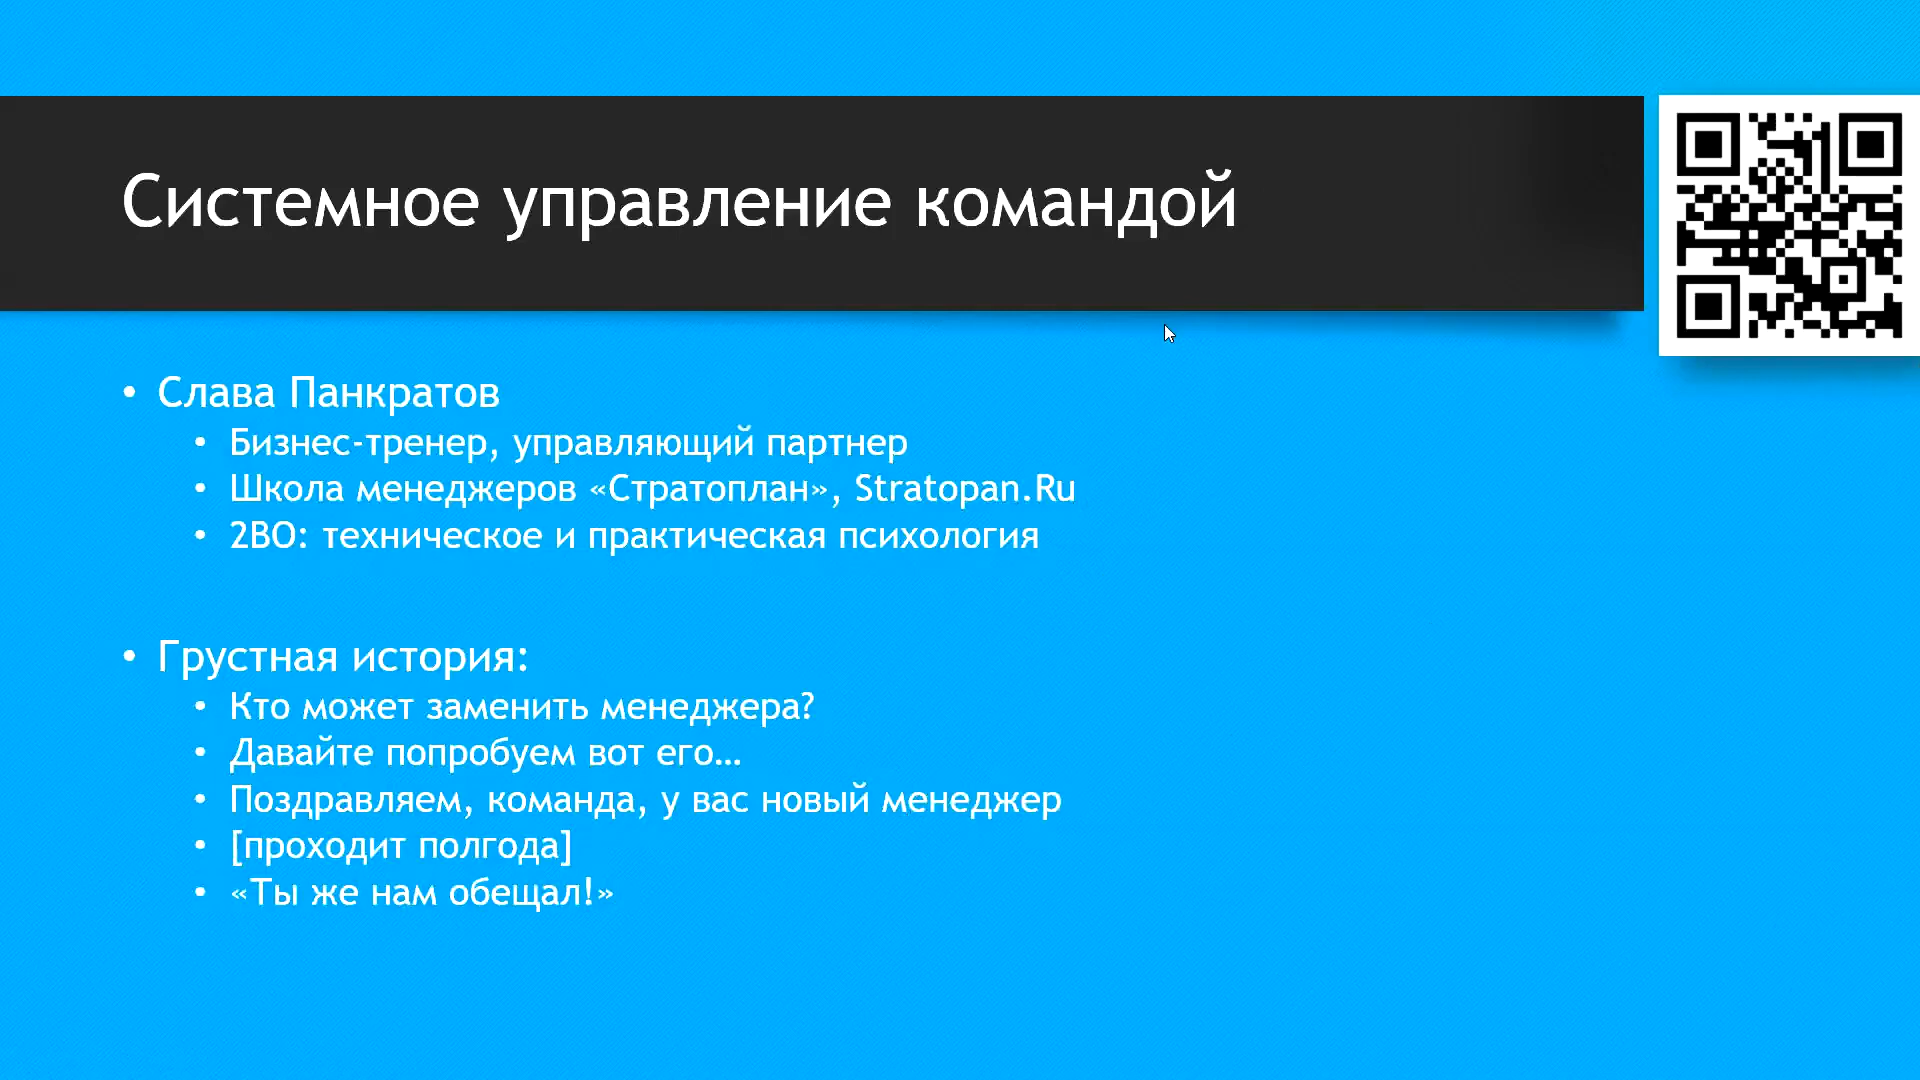 Системное управление командой
• Слава Панкратов
• Бизнес-тренер, управляющий партнер
• Школа менеджеров «Стратоплан», Stratopan.Ru
• 2ВО: техническое и практическая психология
• Грустная история:
• Кто может заменить менеджера?
• Давайте попробуем вот его…
• Поздравляем, команда, у вас новый менеджер
• [проходит полгода]
• «Ты же нам обещал!»